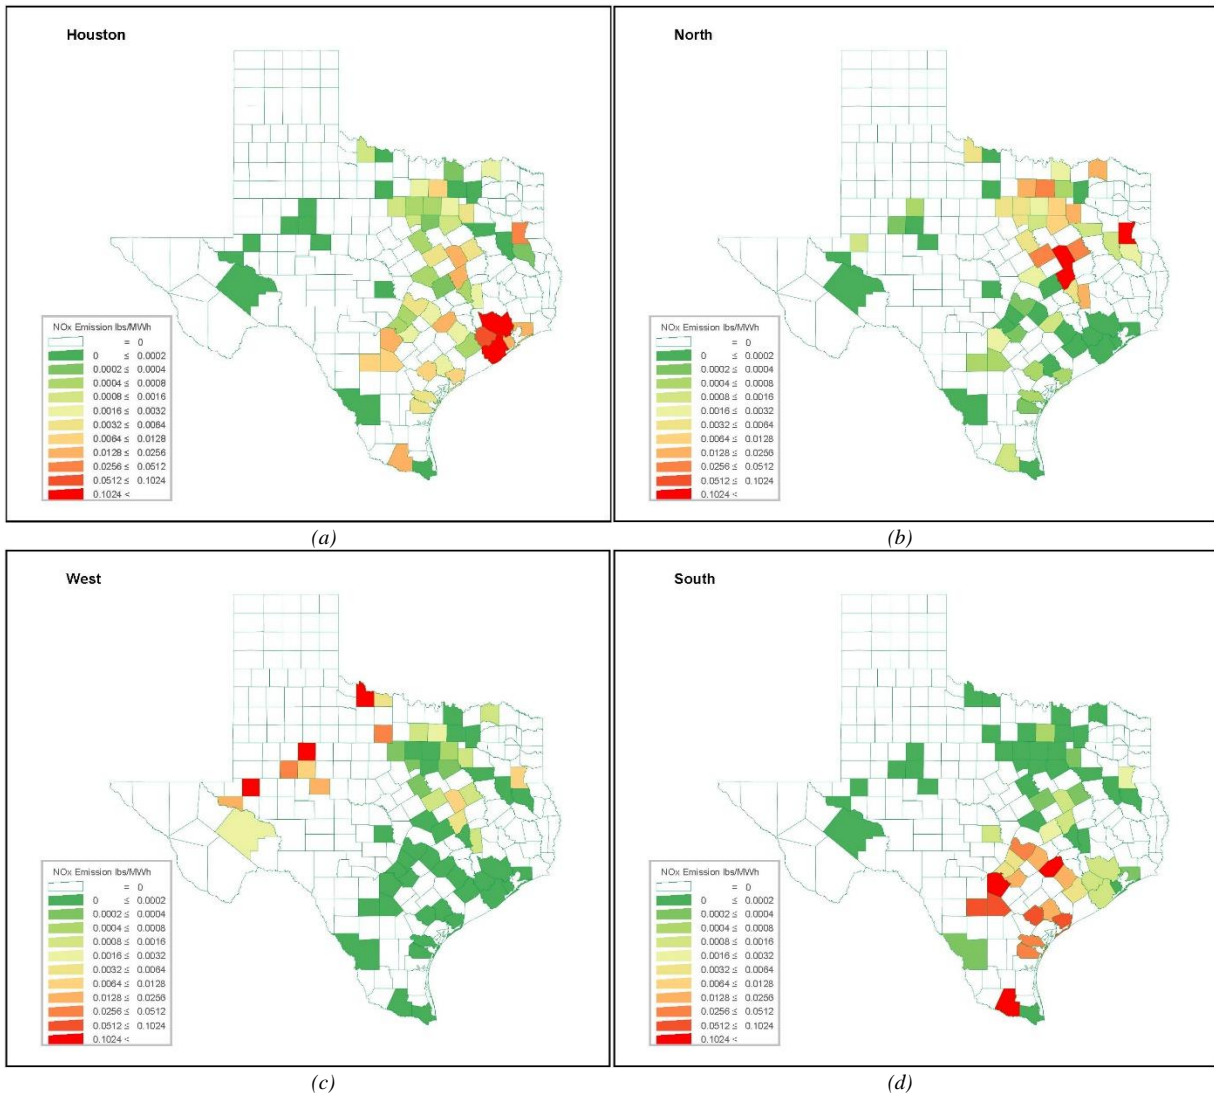 Houston
NOx Emission lbs/MWh
= 0
0 ≤ 0.0002
0.0002 ≤ 0.0004
0.0004 ≤ 0.0008
0.0008 ≤ 0.0016
0.0016 ≤ 0.0032
0.0032 ≤ 0.0064
0.0064 ≤ 0.0128
0.0128 ≤ 0.0256
0.0256 ≤ 0.0512
0.0512 ≤ 0.1024
0.1024 <
(a)
North
NOx Emission lbs/MWh
= 0
0 ≤ 0.0002
0.0002 ≤ 0.0004
0.0004 ≤ 0.0008
0.0008 ≤ 0.0016
0.0016 ≤ 0.0032
0.0032 ≤ 0.0064
0.0064 ≤ 0.0128
0.0128 ≤ 0.0256
0.0256 ≤ 0.0512
0.0512 ≤ 0.1024
0.1024 <
(b)
West
NOx Emission lbs/MWh
= 0
0 ≤ 0.0002
0.0002 ≤ 0.0004
0.0004 ≤ 0.0008
0.0008 ≤ 0.0016
0.0016 ≤ 0.0032
0.0032 ≤ 0.0064
0.0064 ≤ 0.0128
0.0128 ≤ 0.0256
0.0256 ≤ 0.0512
0.0512 ≤ 0.1024
0.1024 <
(c)
South
NOx Emission lbs/MWh
= 0
0 ≤ 0.0002
0.0002 ≤ 0.0004
0.0004 ≤ 0.0008
0.0008 ≤ 0.0016
0.0016 ≤ 0.0032
0.0032 ≤ 0.0064
0.0064 ≤ 0.0128
0.0128 ≤ 0.0256
0.0256 ≤ 0.0512
0.0512 ≤ 0.1024
0.1024 <
(d)